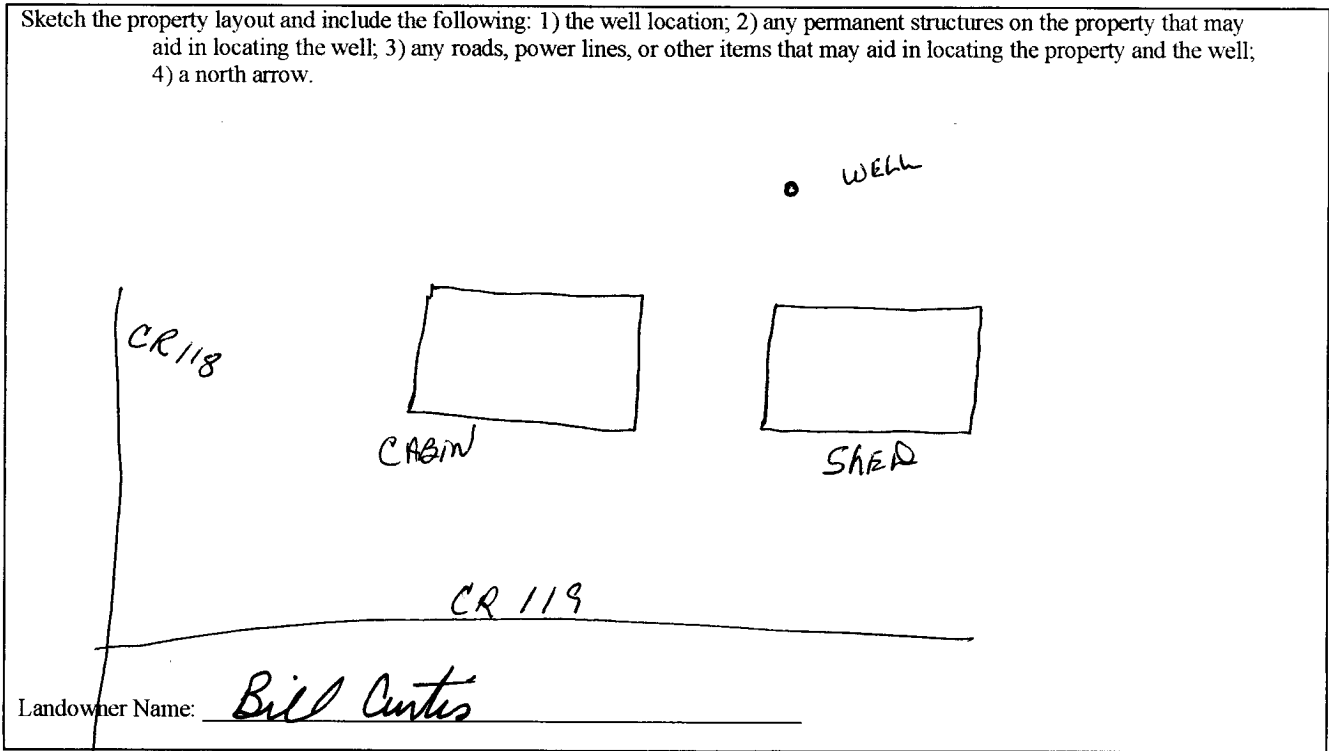 Sketch the property layout and include the following: 1) the well location; 2) any permanent structures on the property that may
aid in locating the well; 3) any roads, power lines, or other items that may aid in locating the property and the well;
4) a north arrow.
WELL
CR 118
CABIN
ShED
CR 119
Landowner Name: Bill Curtis